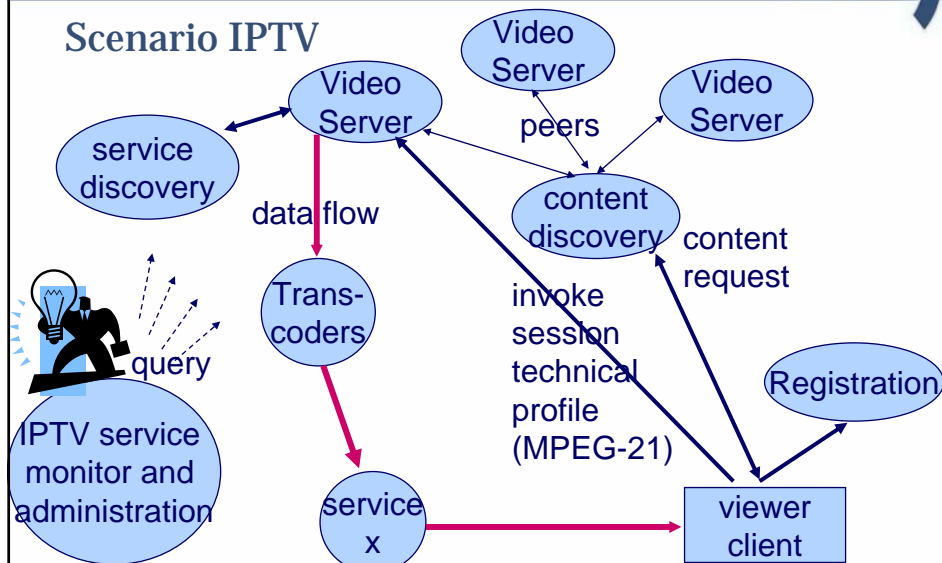 Scenario IPTV
Video
Server
Video
Server
Video
Server
peers
service
discovery
content
discovery
data flow
content
request
Trans-
coders
invoke
session
technical
profile
(MPEG-21)
query
Registration
IPTV service
monitor and
administration
service
x
viewer
client